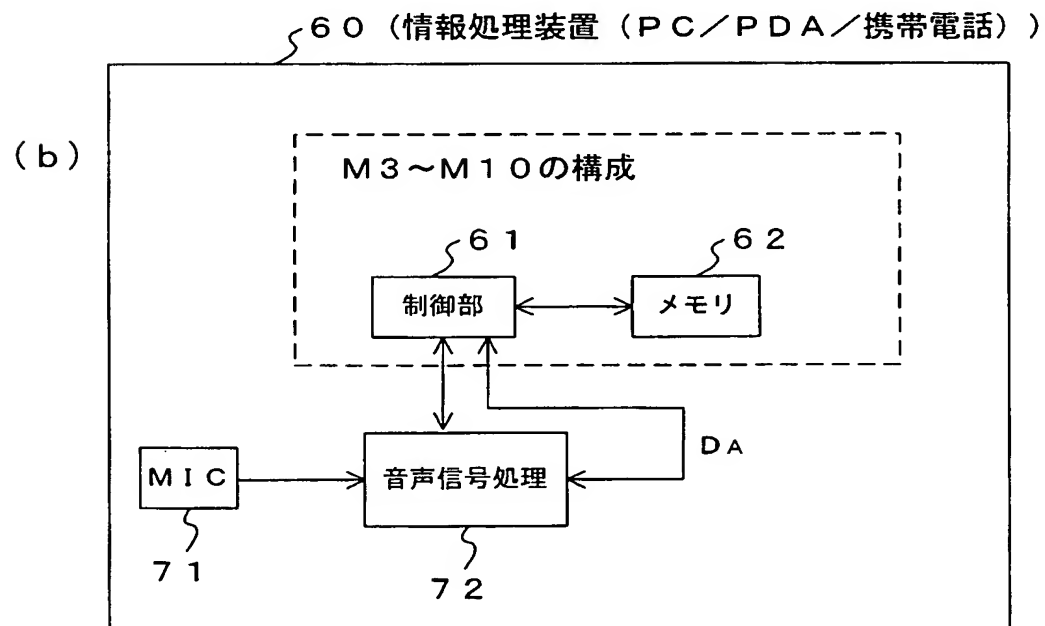 60（情報処理装置（PC／PDA／携帯電話））
（b）
M3～M10の構成
61
62
制御部
メモリ
DA
MIC
音声信号処理
71
72